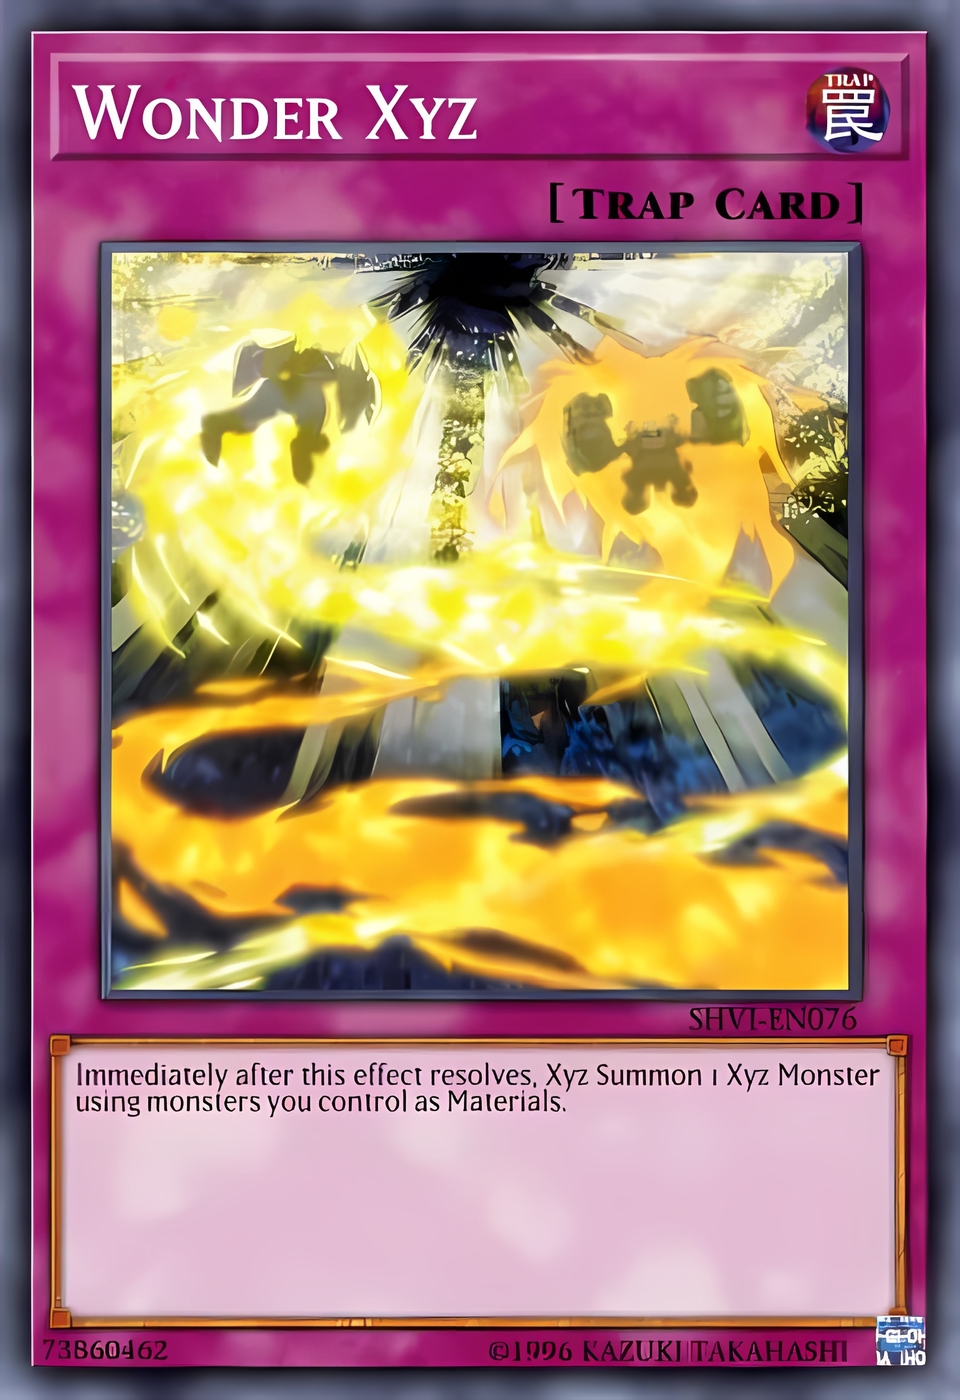 Wonder Xyz
TRAP
罠
[Trap Card]
SHVI-EN076
Immediately after this effect resolves, Xyz Summon 1 Xyz Monster
using monsters you control as Materials.
73860462
©1996 KAZUKI TAKAHASHI